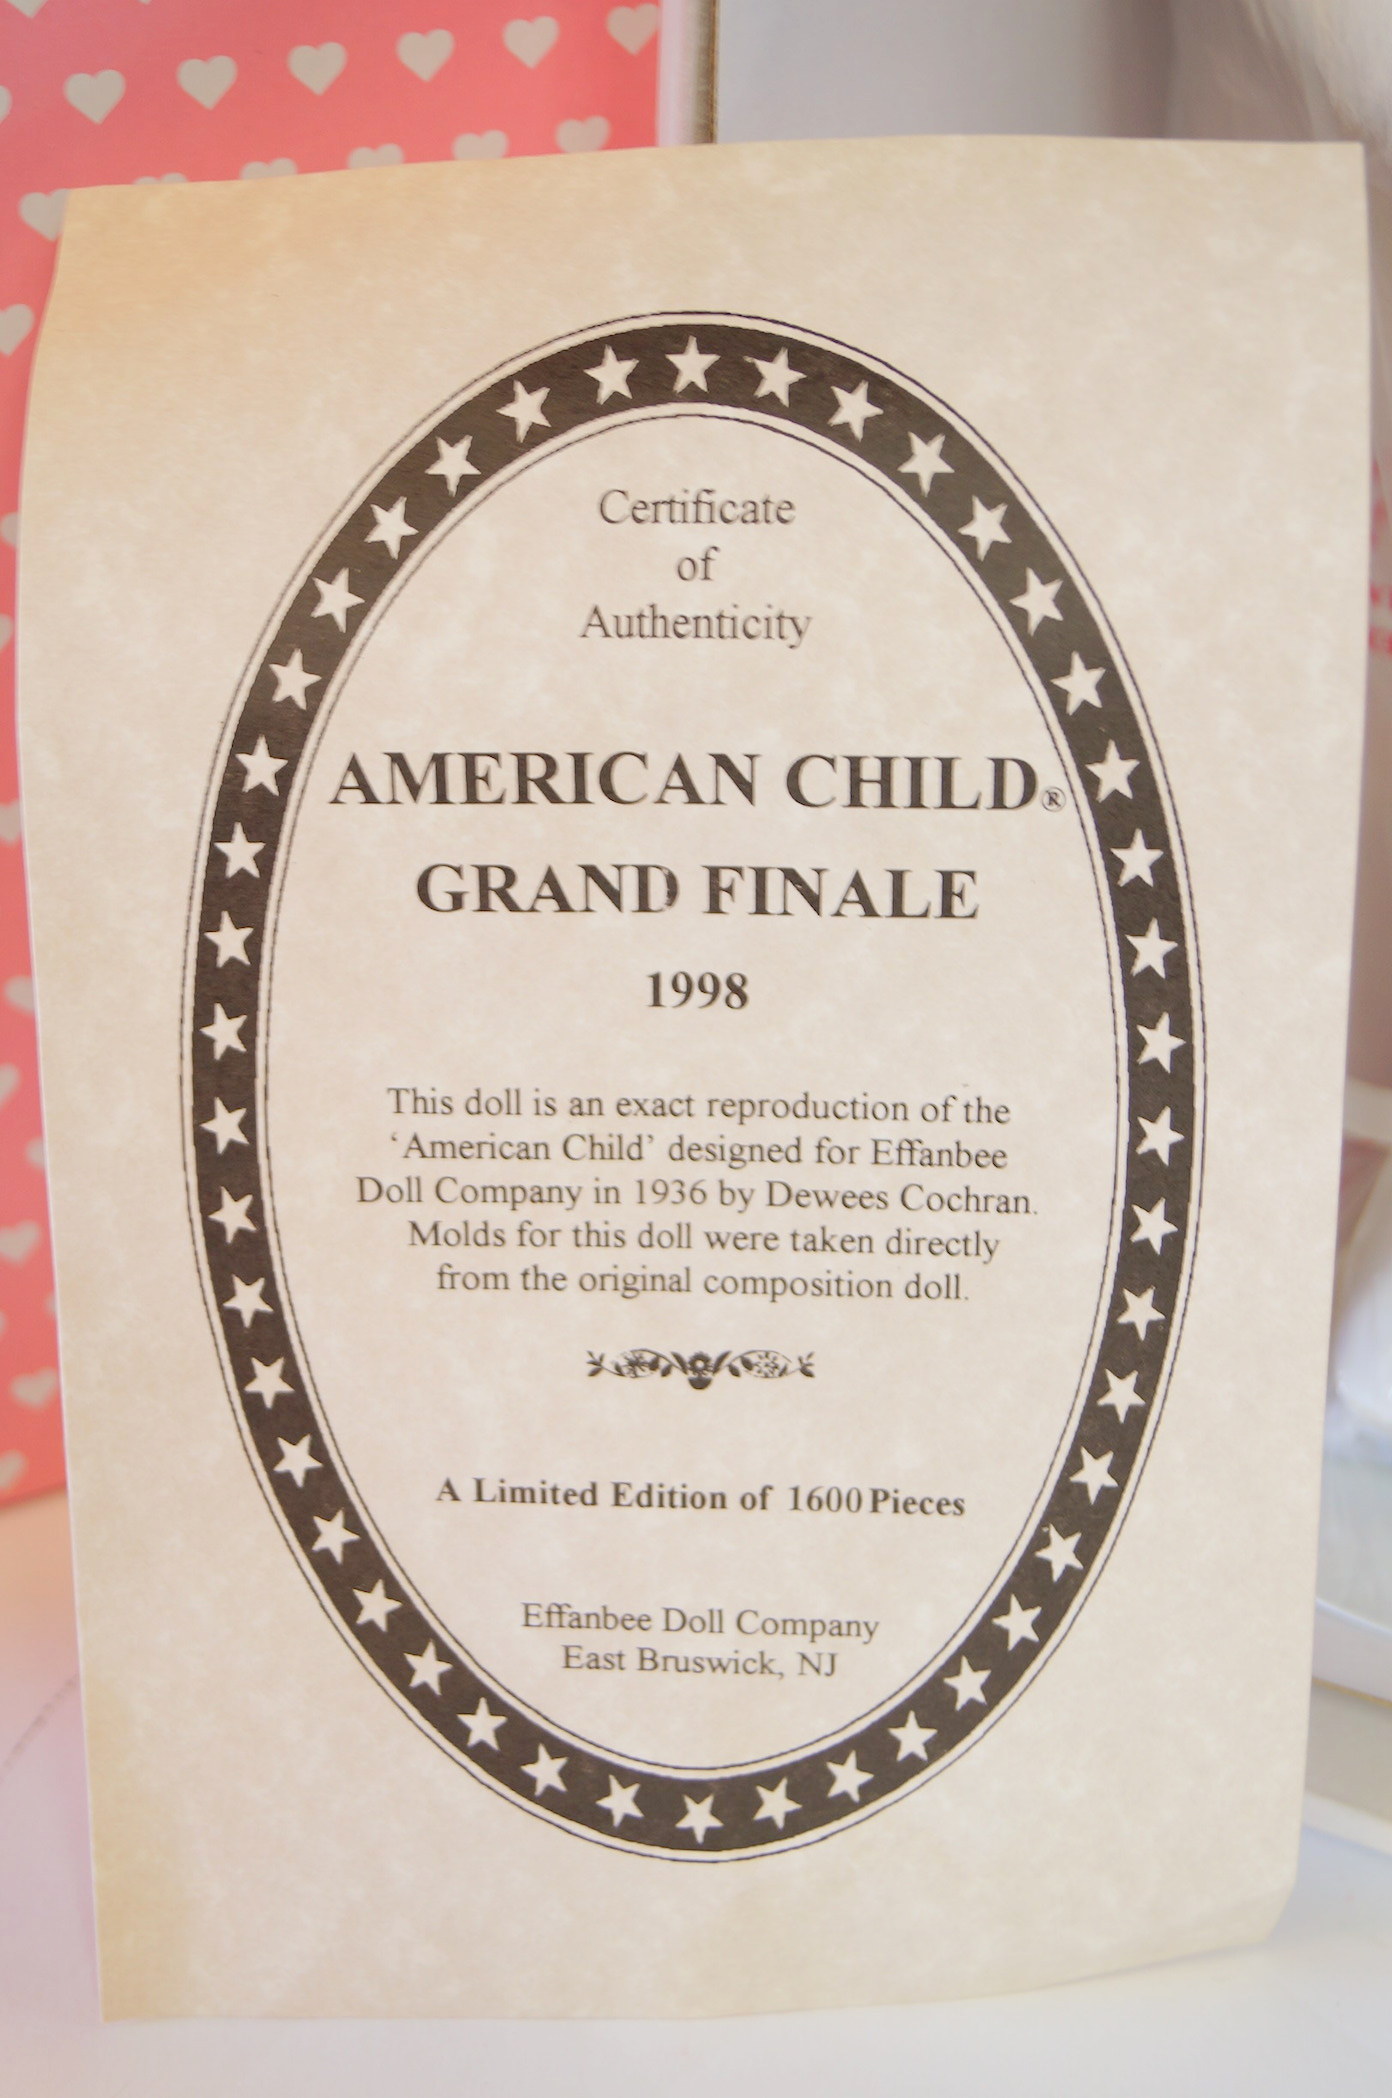 Certificate
of
Authenticity
AMERICAN CHILD®
GRAND FINALE
1998
This doll is an exact reproduction of the
‘American Child’ designed for Effanbee
Doll Company in 1936 by Dewees Cochran.
Molds for this doll were taken directly
from the original composition doll.
A Limited Edition of 1600 Pieces
Effanbee Doll Company
East Bruswick, NJ